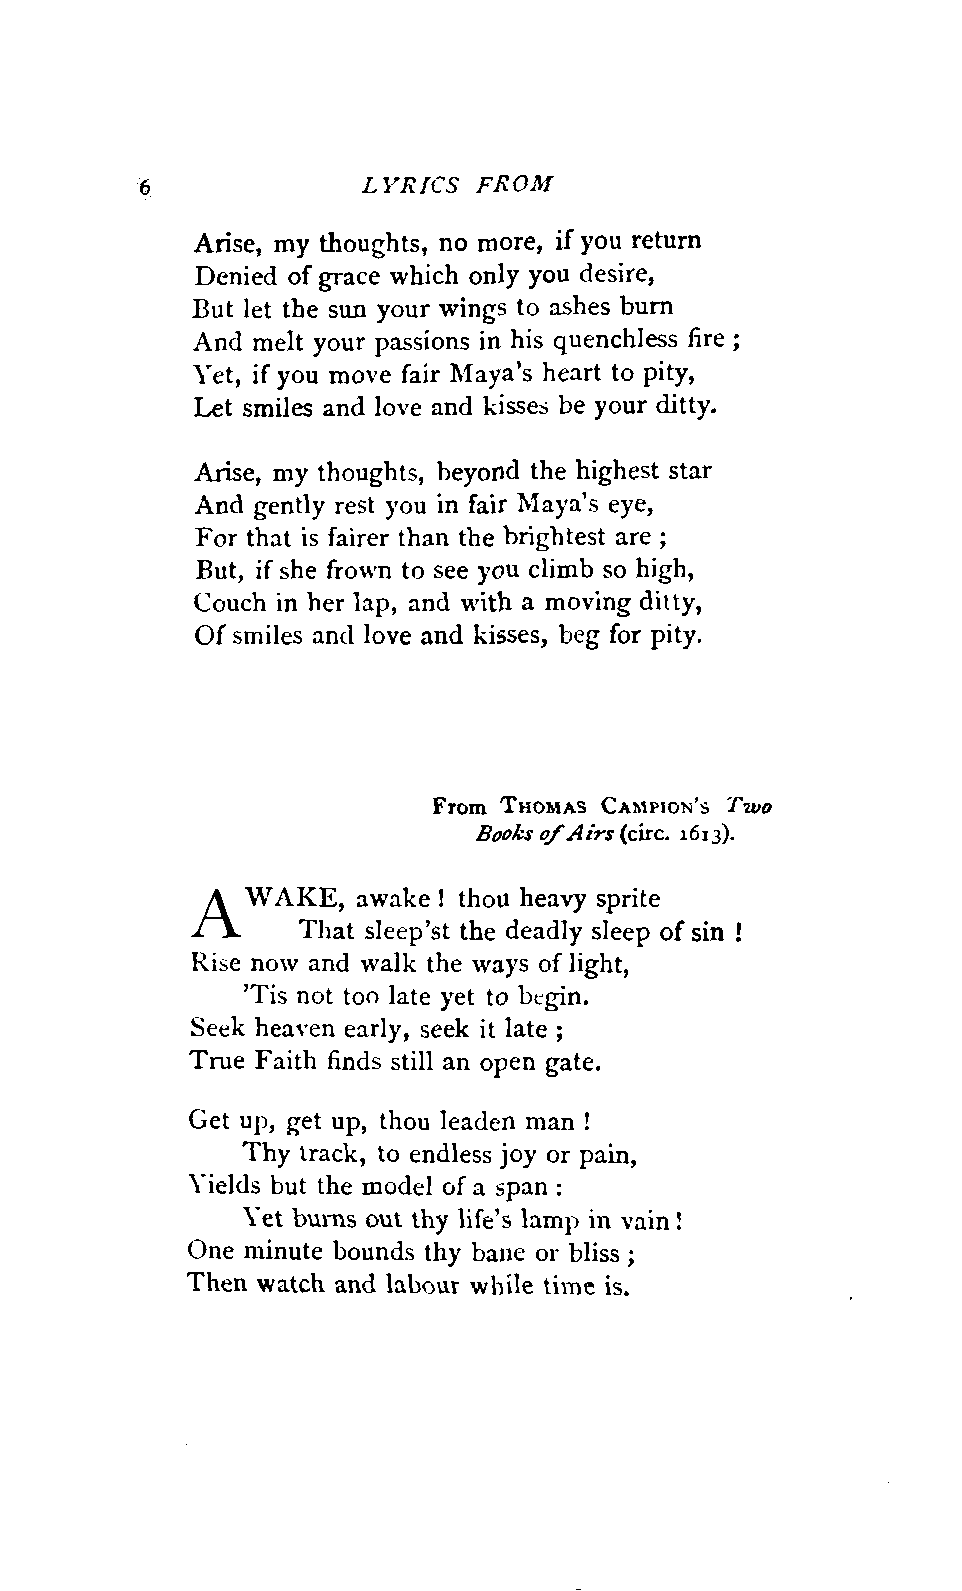 6 LYRICS FROM
Arise, my thoughts, no more, if you return
Denied of grace which only you desire,
But let the sun your wings to ashes burn
And melt your passions in his quenchless fire ;
Yet, if you move fair Maya's heart to pity,
Let smiles and love and kisses be your ditty.
Arise, my thoughts, beyond the highest star
And gently rest you in fair Maya's eye,
For that is fairer than the brightest are ;
But, if she frown to see you climb so high,
Couch in her lap, and with a moving ditty,
Of smiles and love and kisses, beg for pity.
From THOMAS CAMPION'S Two
Books of Airs (circ. 1613).
AWAKE, awake ! thou heavy sprite
That sleep'st the deadly sleep of sin !
Rise now and walk the ways of light,
'Tis not too late yet to begin.
Seek heaven early, seek it late ;
True Faith finds still an open gate.
Get up, get up, thou leaden man !
Thy track, to endless joy or pain,
Yields but the model of a span :
Yet burns out thy life's lamp in vain !
One minute bounds thy bane or bliss ;
Then watch and labour while time is.